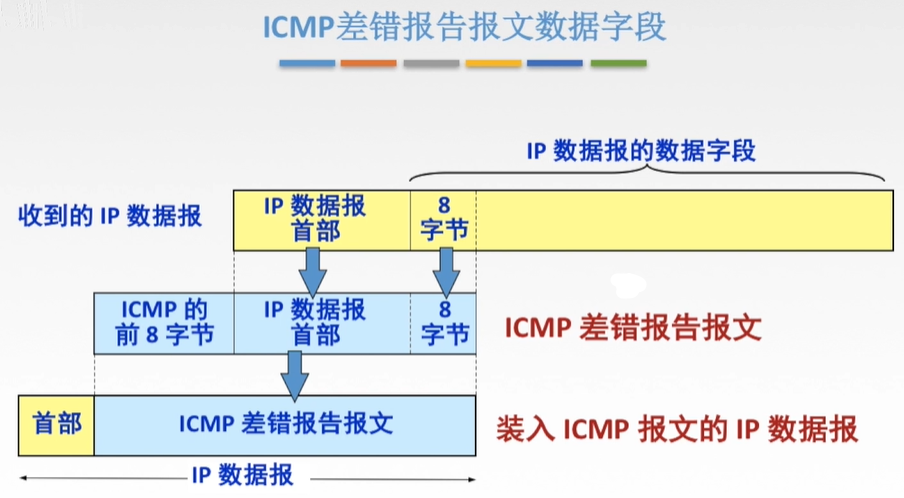 ICMP差错报告报文数据字段
IP 数据报的数据字段
收到的 IP 数据报
IP 数据报
首部
8
字节
ICMP 的
前 8 字节
IP 数据报
首部
8
字节
ICMP 差错报告报文
首部
ICMP 差错报告报文
装入 ICMP 报文的 IP 数据报
IP 数据报